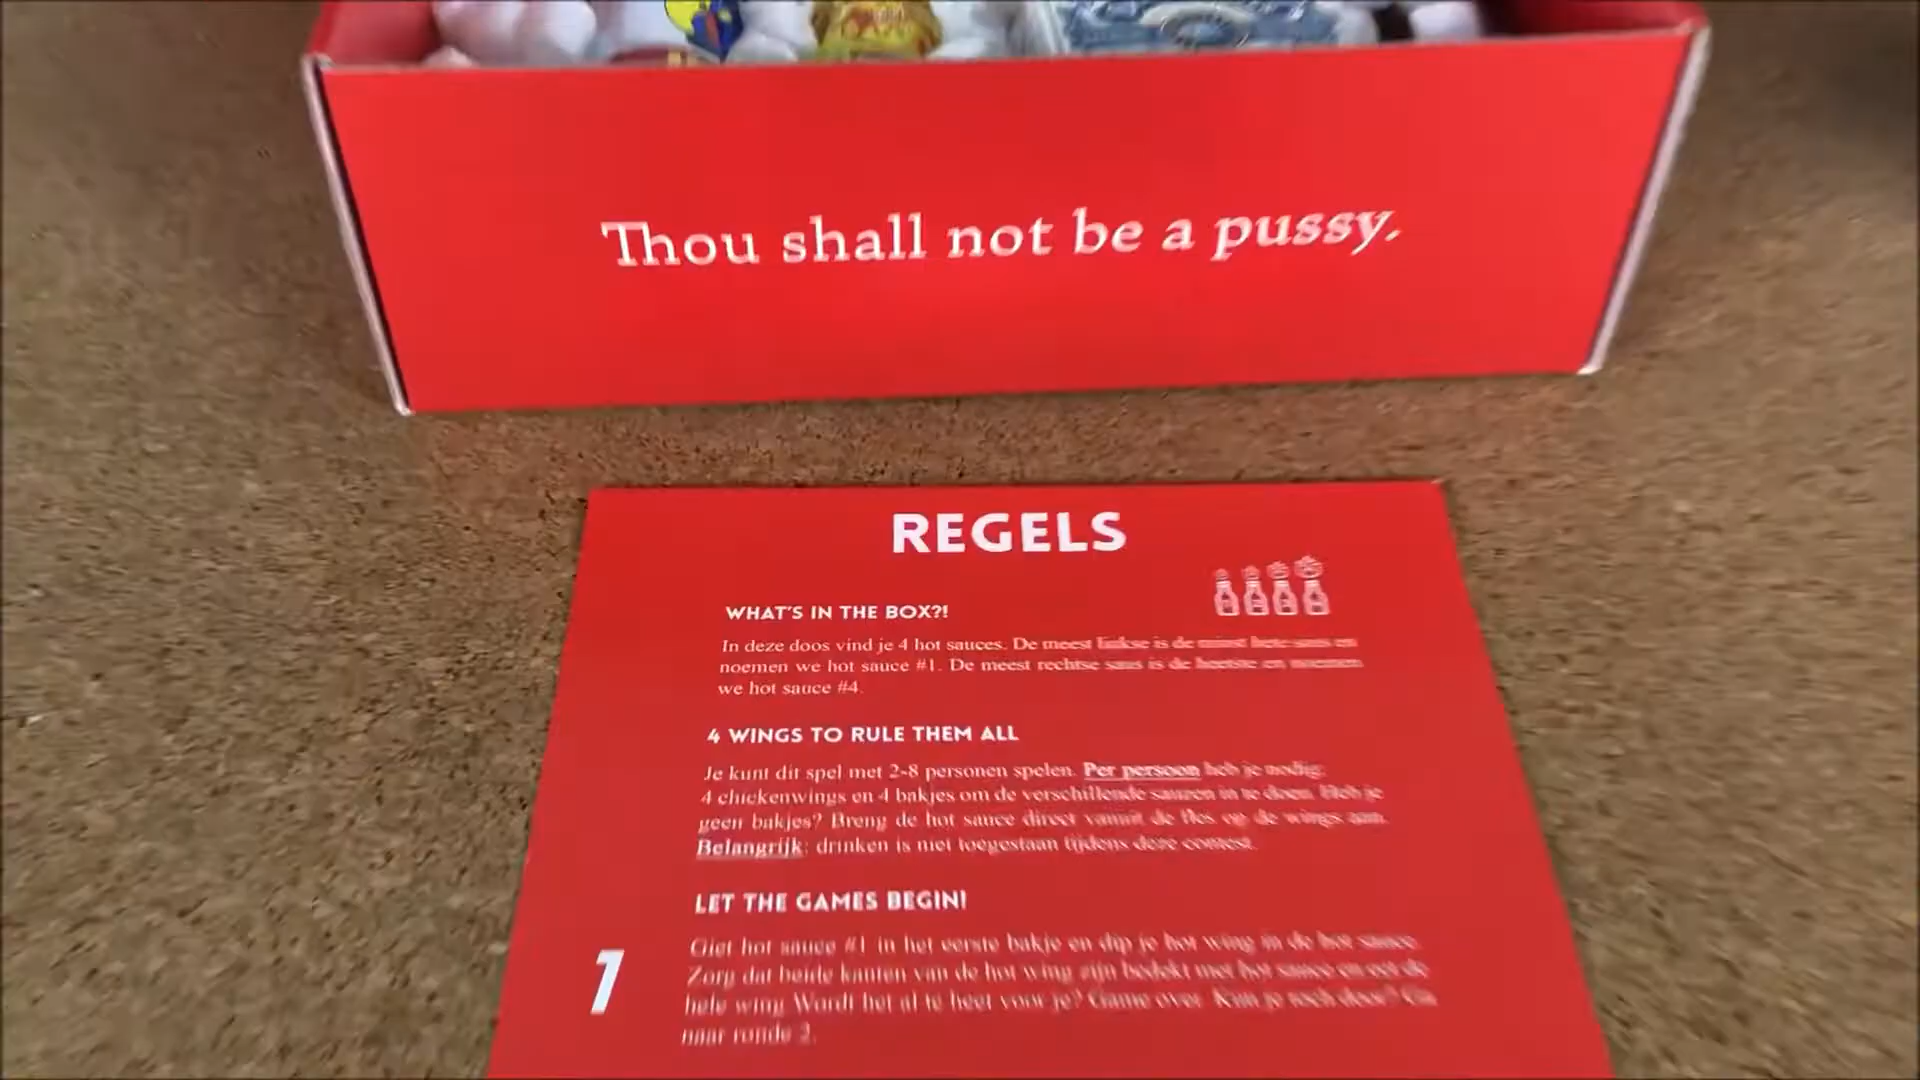 Thou shall not be a pussy.
REGELS
WHAT'S IN THE BOX?!
In deze doos vind je 4 hot sauces. De meest linkse is de minst hete saus en
noemen we hot sauce #1. De meest rechtse saus is de heetste en noemen
we hot sauce #4.
4 WINGS TO RULE THEM ALL
Je kunt dit spel met 2-8 personen spelen. Per persoon heb je nodig:
4 chickenwings en 4 bakjes om de verschillende sauzen in te doen. Heb je
geen bakjes? Breng de hot sauce direct vanuit de fles op de wings aan.
Belangrijk: drinken is niet toegestaan tijdens deze contest.
LET THE GAMES BEGIN!
1
Giet hot sauce #1 in het eerste bakje en dip je hot wing in de hot sauce.
Zorg dat beide kanten van de hot wing zijn bedekt met hot sauce en eet de
hele wing. Wordt het al te heet voor je? Game over. Kun je toch door? Ga
naar ronde 2.